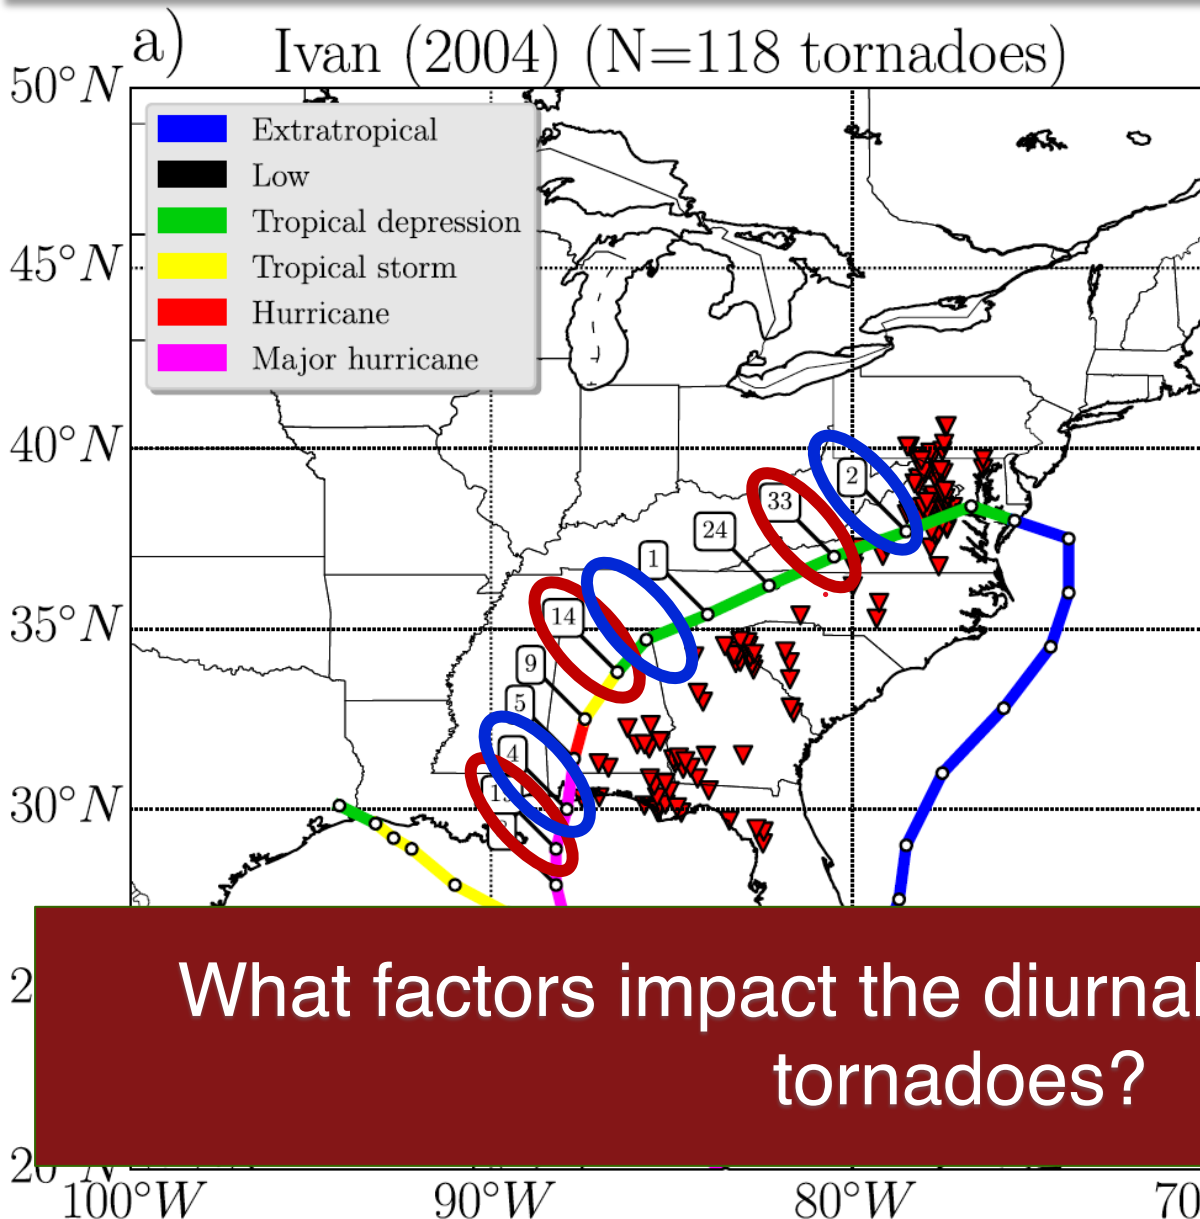 a) Ivan (2004) (N=118 tornadoes)
50°N
Extratropical
Low
Tropical depression
Tropical storm
Hurricane
Major hurricane
45°N
40°N
2
33
24
1
35°N
14
9
5
4
30°N
What factors impact the diurnal
tornadoes?
100°W 90°W 80°W 70